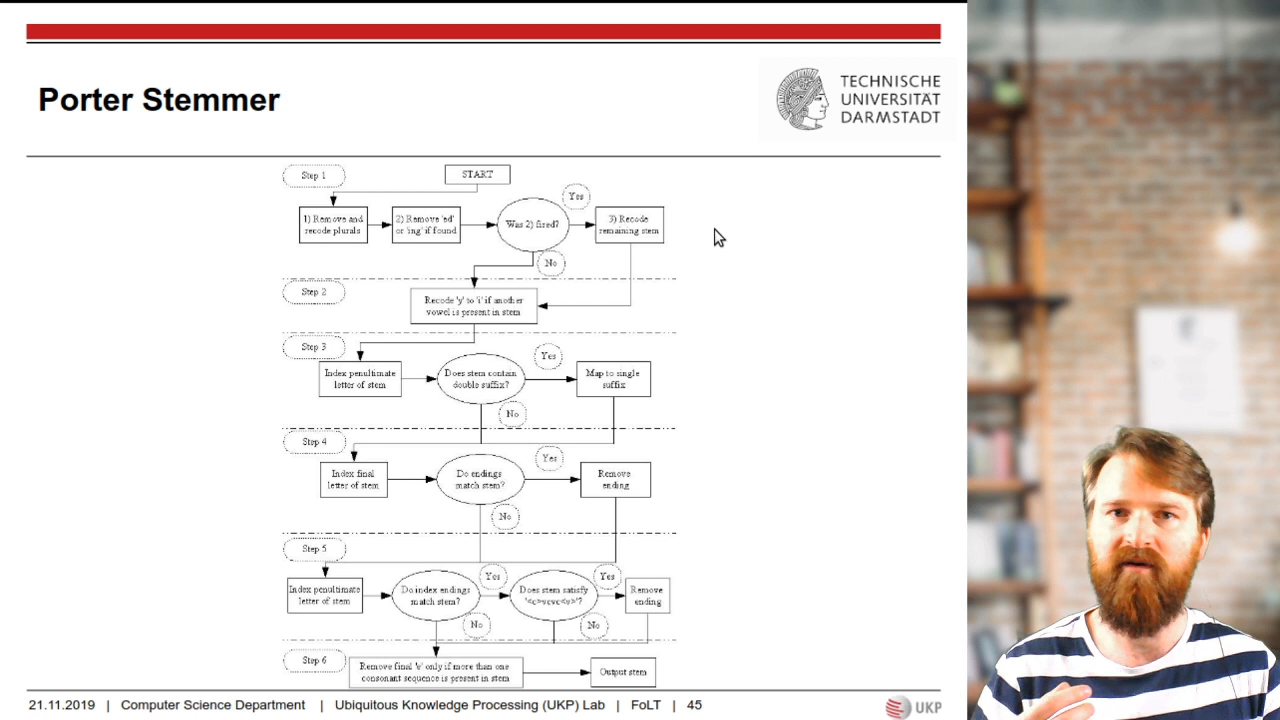 Porter Stemmer
TECHNISCHE
UNIVERSITÄT
DARMSTADT
Step 1
START
1) Remove and
recode plurals
2) Remove 'ed'
or 'ing' if found
Was 2) fired?
Yes
3) Recode
remaining stem
No
Step 2
Recode 'y' to 'i' if another
vowel is present in stem
Step 3
Index penultimate
letter of stem
Does stem contain
double suffix?
Yes
Map to single
suffix
No
Step 4
Index final
letter of stem
Do endings
match stem?
Yes
Remove
ending
No
Step 5
Index penultimate
letter of stem
Do index endings
match stem?
Yes
Does stem satisfy
'<c>vcvc<v>'?
Yes
Remove
ending
No
No
Step 6
Remove final 'e' only if more than one
consonant sequence is present in stem
Output stem
21.11.2019 | Computer Science Department | Ubiquitous Knowledge Processing (UKP) Lab | FoLT | 45
UKP